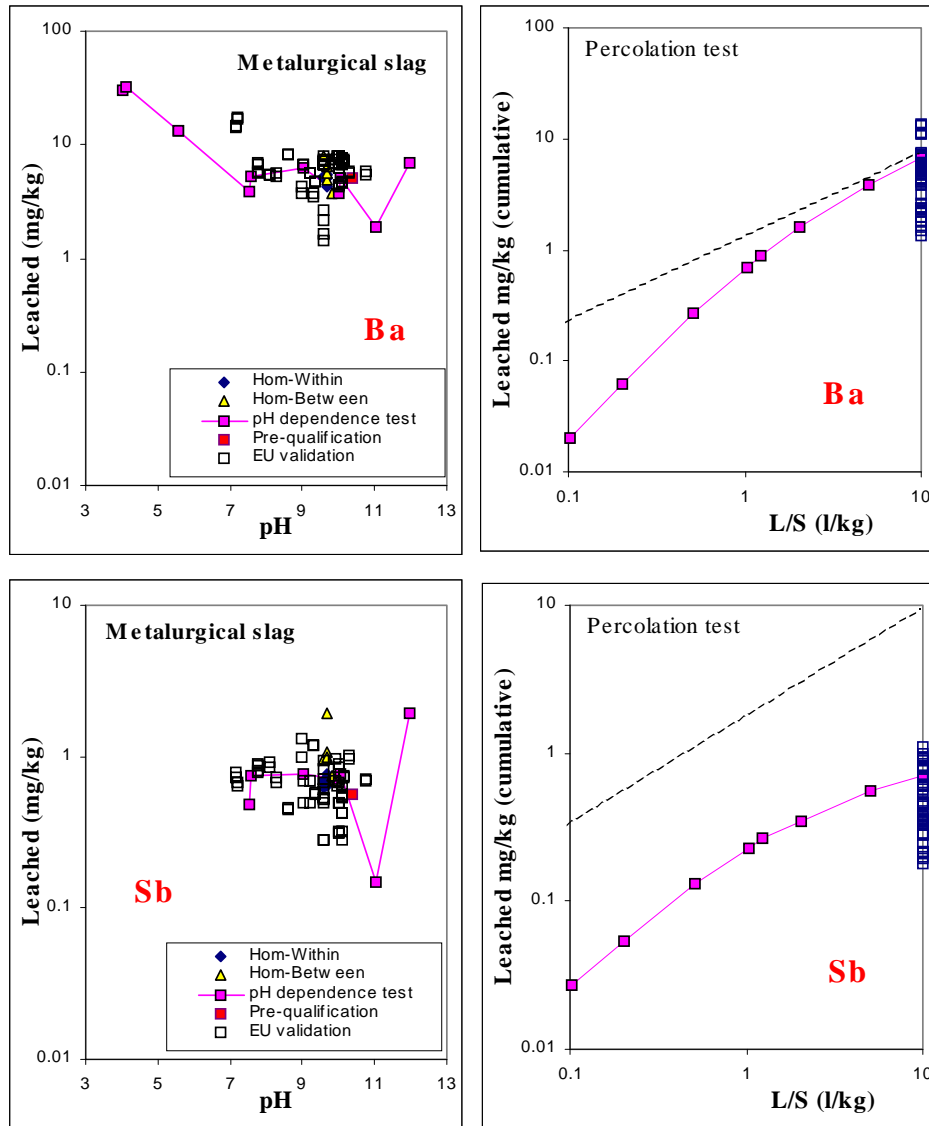 100
10
1
0.1
0.01
3 5 7 9 11 13
pH
Leached (mg/kg)
Metalurgical slag
Ba
Hom-Within
Hom-Betw een
pH dependence test
Pre-qualification
EU validation
100
10
1
0.1
0.01
0.1 1 10
L/S (l/kg)
Leached mg/kg (cumulative)
Percolation test
Ba
10
1
0.1
0.01
3 5 7 9 11 13
pH
Leached (mg/kg)
Metalurgical slag
Sb
Hom-Within
Hom-Betw een
pH dependence test
Pre-qualification
EU validation
10
1
0.1
0.01
0.1 1 10
L/S (l/kg)
Leached mg/kg (cumulative)
Percolation test
Sb